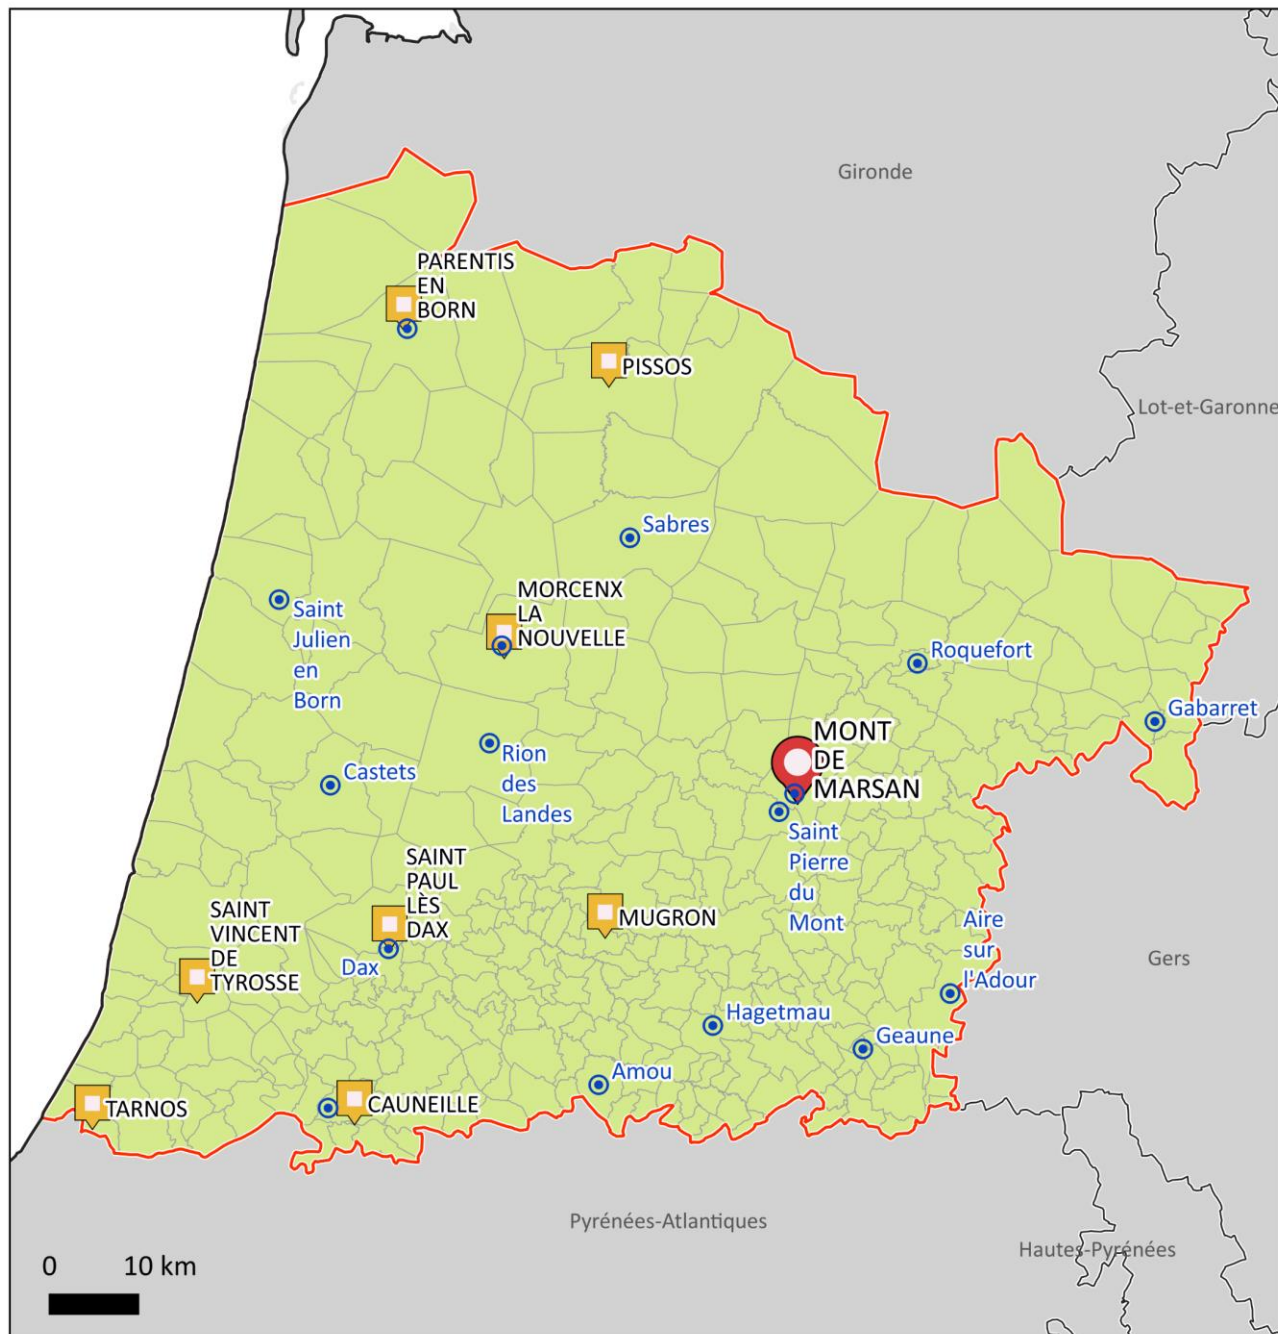 Gironde
PARENTIS
EN
BORN
PISSOS
Lot-et-Garonne
Sabres
MORCENX
LA
NOUVELLE
Saint
Julien
en
Born
Roquefort
Gabarret
MONT
DE
MARSAN
Castets
Rion
des
Landes
Saint
Pierre
du
Mont
SAINT
PAUL
LÈS
DAX
SAINT
VINCENT
DE
TYROSSE
MUGRON
Aire
sur
l'Adour
Dax
Gers
Hagetmau
Geaune
Amou
TARNOS
CAUNEILLE
Pyrénées-Atlantiques
Hautes-Pyrénées
0 10 km